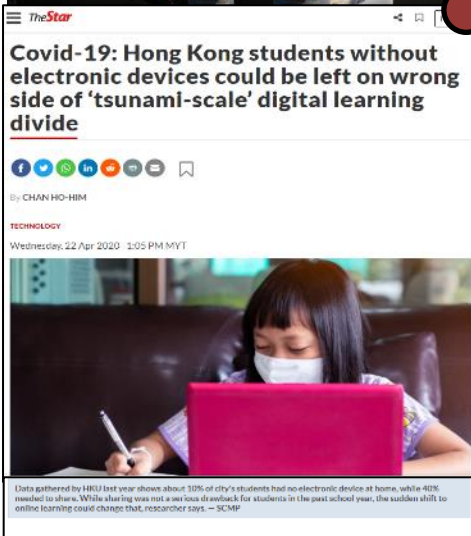 TheStar
Covid-19: Hong Kong students without
electronic devices could be left on wrong
side of ‘tsunami-scale’ digital learning
divide
By CHAN HO-HIM
TECHNOLOGY
Wednesday, 22 Apr 2020 1:05 PM MYT
Data gathered by HKU last year shows about 10% of city's students had no electronic device at home, while 40%
needed to share. While sharing was not a serious drawback for students in the past school year, the sudden shift to
online learning could change that, researcher says. — SCMP